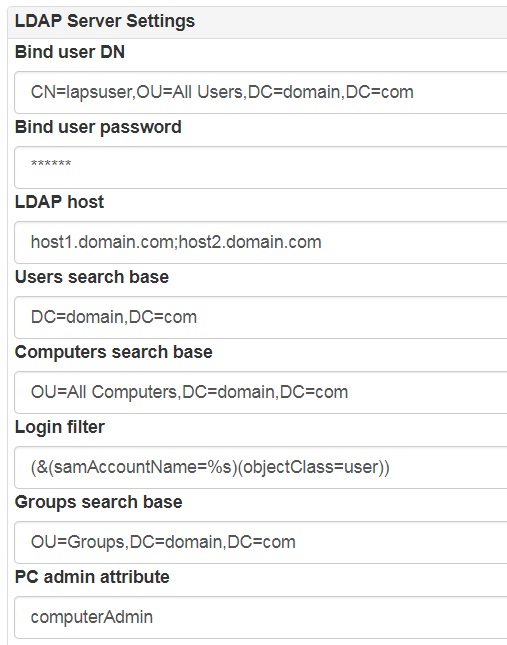 LDAP Server Settings
Bind user DN
CN=lapsuser,OU=All Users,DC=domain,DC=com
Bind user password
******
LDAP host
host1.domain.com;host2.domain.com
Users search base
DC=domain,DC=com
Computers search base
OU=All Computers,DC=domain,DC=com
Login filter
(&(samAccountName=%s)(objectClass=user))
Groups search base
OU=Groups,DC=domain,DC=com
PC admin attribute
computerAdmin